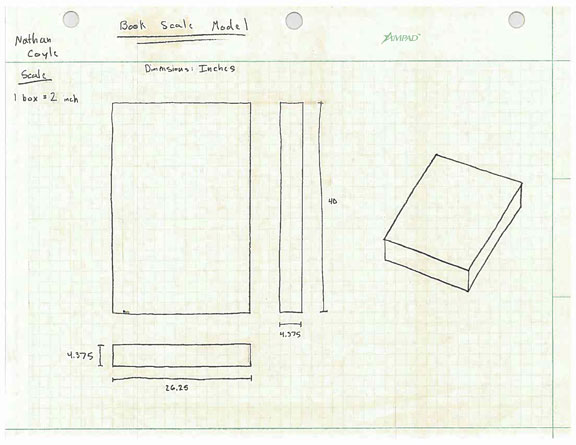 Book Scale Model
Nathan
Coyle
AMPAD
Scale
Dimnsions: Inches
1 box = 2 inch
40
4.375
4.375
26.25